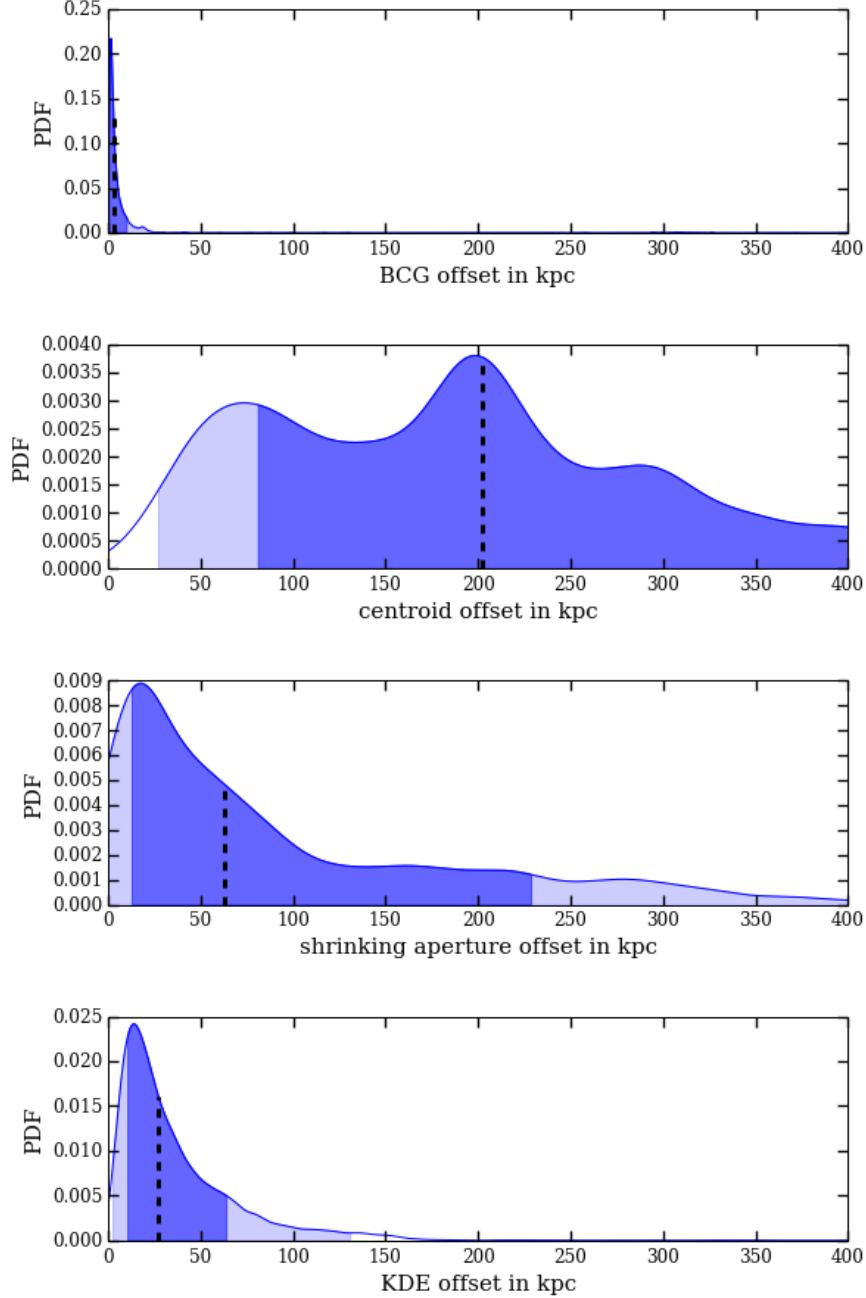 0.25
0.20
0.15
0.10
0.05
0.00
PDF
0 50 100 150 200 250 300 350 400
BCG offset in kpc
0.0040
0.0035
0.0030
0.0025
0.0020
0.0015
0.0010
0.0005
0.0000
PDF
0 50 100 150 200 250 300 350 400
centroid offset in kpc
0.009
0.008
0.007
0.006
0.005
0.004
0.003
0.002
0.001
0.000
PDF
0 50 100 150 200 250 300 350 400
shrinking aperture offset in kpc
0.025
0.020
0.015
0.010
0.005
0.000
PDF
0 50 100 150 200 250 300 350 400
KDE offset in kpc